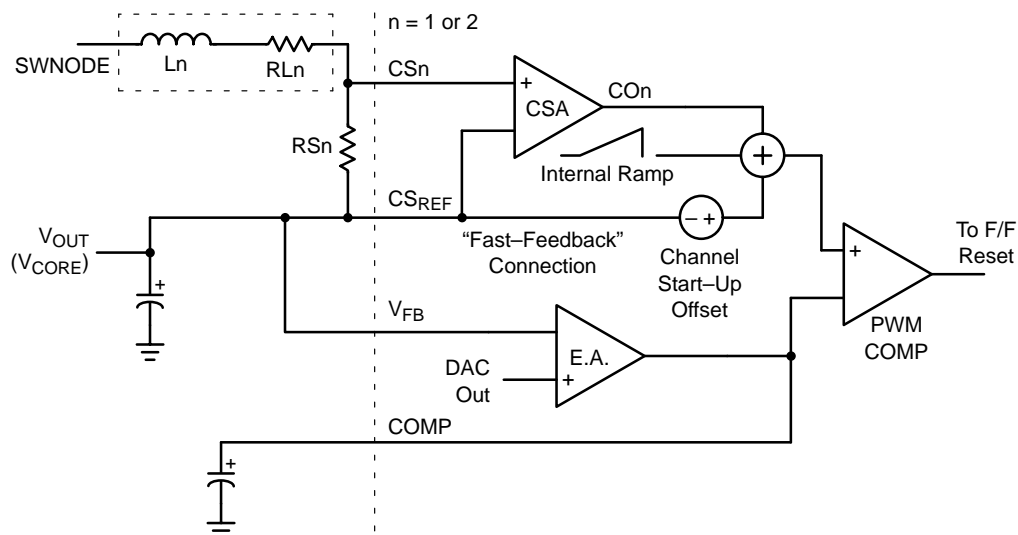 n = 1 or 2
SWNODE
Ln
RLn
CSn
COn
+
CSA
RSn
+
Internal Ramp
CSREF
– +
VOUT
(VCORE)
"Fast–Feedback"
Connection
Channel
Start–Up
Offset
+
To F/F
Reset
+
VFB
PWM
COMP
E.A.
DAC
Out
+
COMP
+